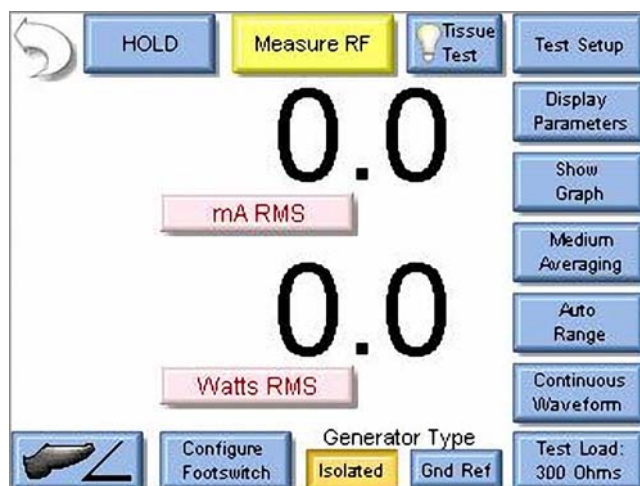 HOLD
Measure RF
Tissue
Test
Test Setup
0.0
mA RMS
0.0
Watts RMS
Display
Parameters
Show
Graph
Medium
Averaging
Auto
Range
Continuous
Waveform
Configure
Footswitch
Generator Type
Isolated
Gnd Ref
Test Load:
300 Ohms